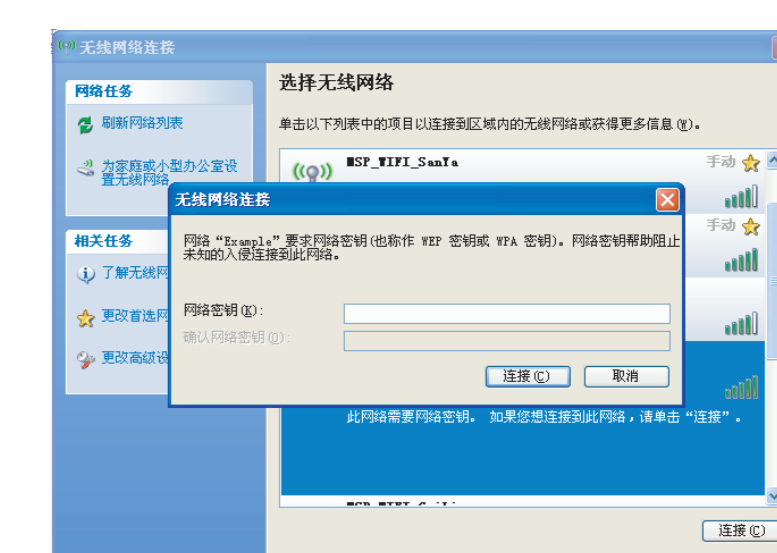 无线网络连接
网络任务
刷新网络列表
为家庭或小型办公室设
置无线网络
相关任务
了解无线网
更改首选网
更改高级设
选择无线网络
单击以下列表中的项目以连接到区域内的无线网络或获得更多信息(W)。
MSP_WIFI_SanYa
手动
手动
无线网络连接
网络“Example”要求网络密钥(也称作 WEP 密钥或 WPA 密钥)。网络密钥帮助阻止
未知的入侵连接到此网络。
网络密钥(K):
确认网络密钥(O):
连接(C)
取消
此网络需要网络密钥。 如果您想连接到此网络，请单击“连接”。
连接(C)